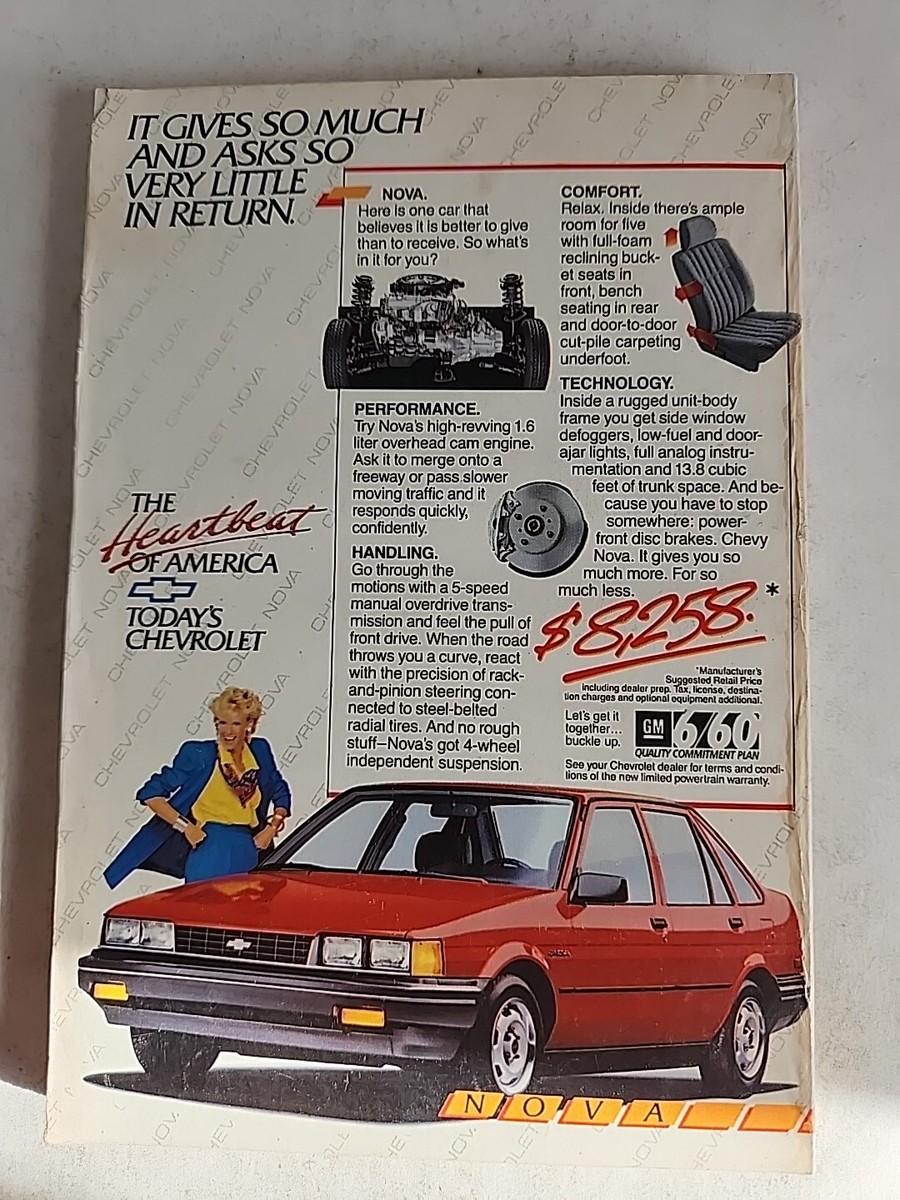 IT GIVES SO MUCH
AND ASKS SO
VERY LITTLE
IN RETURN.
NOVA.
Here is one car that
believes it is better to give
than to receive. So what's
in it for you?
PERFORMANCE.
Try Nova's high-revving 1.6
liter overhead cam engine.
Ask it to merge onto a
freeway or pass slower
moving traffic and it
responds quickly,
confidently.
HANDLING.
Go through the
motions with a 5-speed
manual overdrive trans-
mission and feel the pull of
front drive. When the road
throws you a curve, react
with the precision of rack-
and-pinion steering con-
nected to steel-belted
radial tires. And no rough
stuff—Nova's got 4-wheel
independent suspension.
COMFORT.
Relax. Inside there's ample
room for five
with full-foam
reclining buck-
et seats in
front, bench
seating in rear
and door-to-door
cut-pile carpeting
underfoot.
TECHNOLOGY.
Inside a rugged unit-body
frame you get side window
defoggers, low-fuel and door-
ajar lights, full analog instru-
mentation and 13.8 cubic
feet of trunk space. And be-
cause you have to stop
somewhere: power-
front disc brakes. Chevy
Nova. It gives you so
much more. For so
much less.
$8,258.*
*Manufacturer's
Suggested Retail Price
including dealer prep. Tax, license, destina-
tion charges and optional equipment additional.
Let's get it
together...
buckle up.
GM 6/60
QUALITY COMMITMENT PLAN
See your Chevrolet dealer for terms and condi-
tions of the new limited powertrain warranty.
THE
Heartbeat
OF AMERICA
TODAY'S
CHEVROLET
NOVA